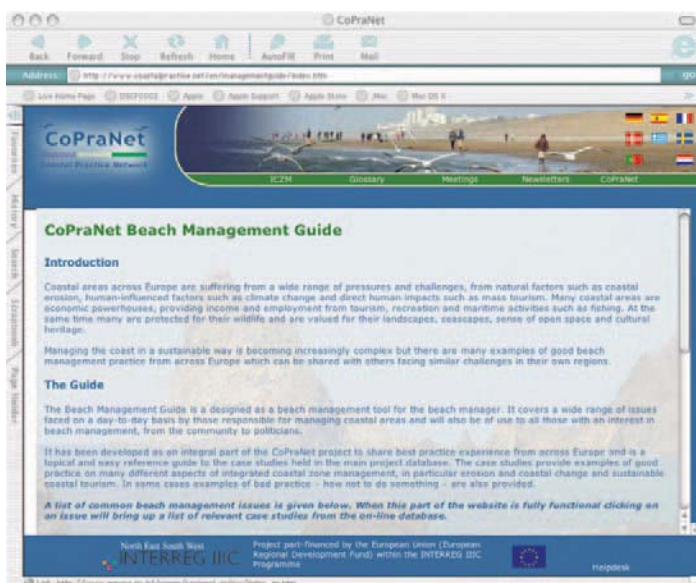 CoPraNet
Back Forward Stop Refresh Home AutoFill Print Mail
Address: http://www.coastalpractice.net/en/managementguide/index.htm go
Live Home Page Apple Apple Support Apple Store .Mac Mac OS X
Favorites
History
Search
Scrapbook
Page Holder
CoPraNet
Coastal Practice Network
ICZM Glossary Meetings Newsletters CoPraNet
CoPraNet Beach Management Guide
Introduction
Coastal areas across Europe are suffering from a wide range of pressures and challenges, from natural factors such as coastal
erosion, human-influenced factors such as climate change and direct human impacts such as mass tourism. Many coastal areas are
economic powerhouses, providing income and employment from tourism, recreation and maritime activities such as fishing. At the
same time many are protected for their wildlife and are valued for their landscapes, seascapes, sense of open space and cultural
heritage.
Managing the coast in a sustainable way is becoming increasingly complex but there are many examples of good beach
management practice from across Europe which can be shared with others facing similar challenges in their own regions.
The Guide
The Beach Management Guide is a designed as a beach management tool for the beach manager. It covers a wide range of issues
faced on a day-to-day basis by those responsible for managing coastal areas and will also be of use to all those with an interest in
beach management, from the community to politicians.
It has been developed as an integral part of the CoPraNet project to share best practice experience from across Europe and is a
topical and easy reference guide to the case studies held in the main project database. The case studies provide examples of good
practice on many different aspects of integrated coastal zone management, in particular erosion and coastal change and sustainable
coastal tourism. In some cases examples of bad practice - how not to do something - are also provided.
A list of common beach management issues is given below. When this part of the website is fully functional clicking on
an issue will bring up a list of relevant case studies from the on-line database.
North East South West
INTERREG IIIC
Project part-financed by the European Union (European
Regional Development Fund) within the INTERREG IIIC
Programme
Helpdesk